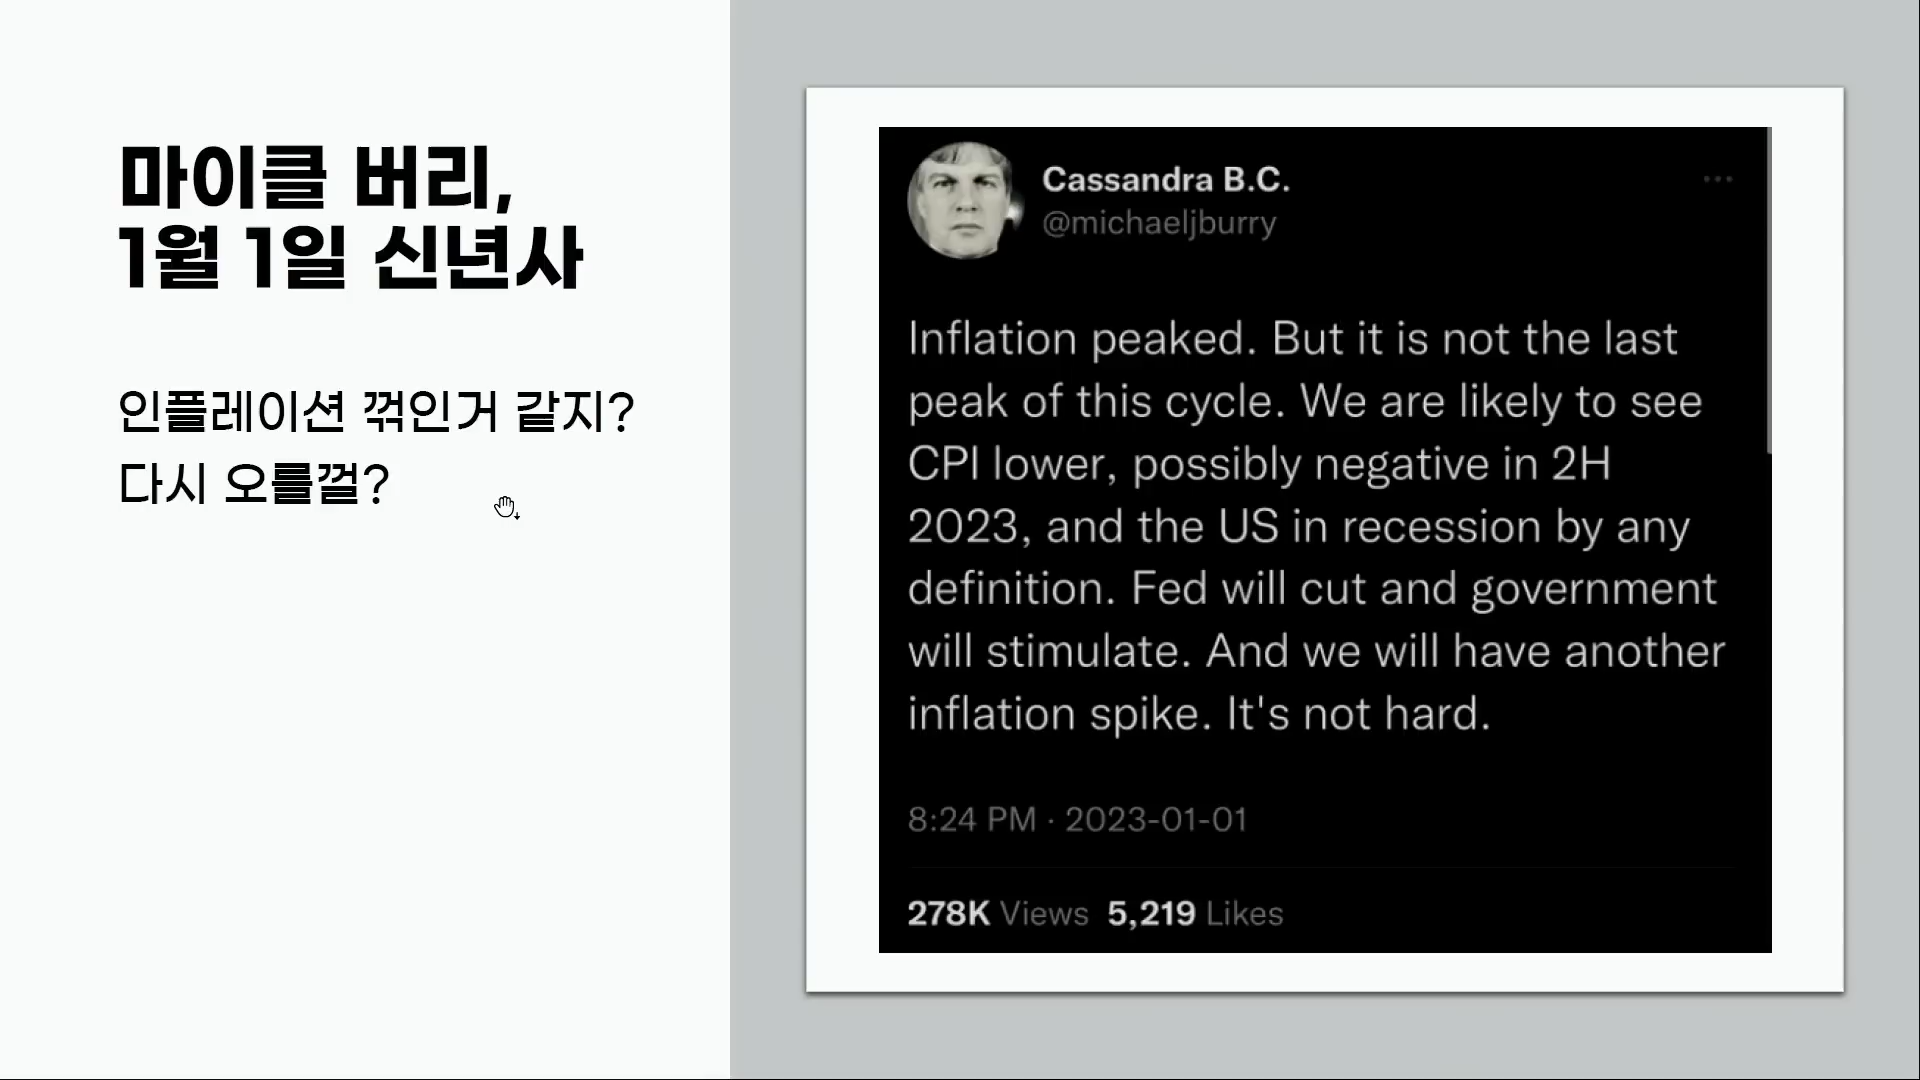 마이클 버리,
1월 1일 신년사
인플레이션 꺾인거 같지?
다시 오를껄?
Cassandra B.C.
@michaeljburry
Inflation peaked. But it is not the last
peak of this cycle. We are likely to see
CPI lower, possibly negative in 2H
2023, and the US in recession by any
definition. Fed will cut and government
will stimulate. And we will have another
inflation spike. It's not hard.
8:24 PM · 2023-01-01
278K Views 5,219 Likes